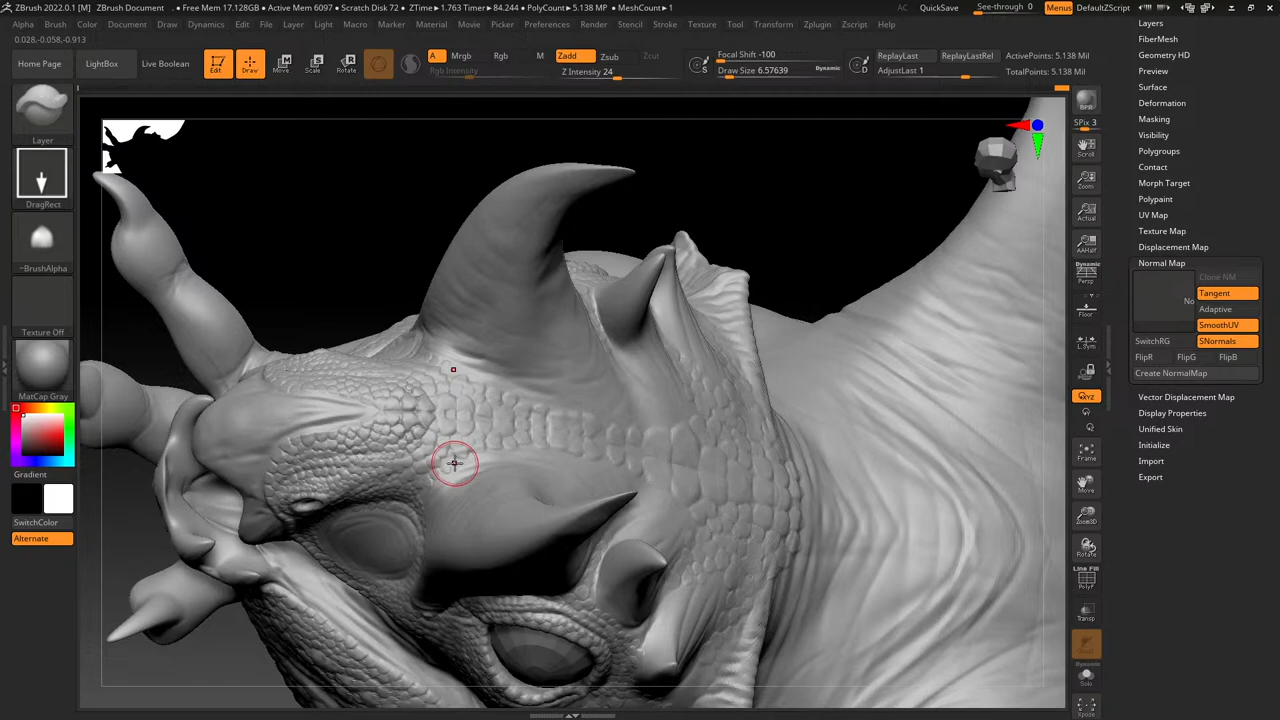 ZBrush 2022.0.1 [M] ZBrush Document . ● Free Mem 17.128GB ● Active Mem 6097 ● Scratch Disk 72 ● ZTime▸1.763 Timer▸84.244 ● PolyCount▸5.138 MP ● MeshCount▸1 AC QuickSave See-through 0 Menus DefaultZScript
Alpha Brush Color Document Draw Dynamics Edit File Layer Light Macro Marker Material Movie Picker Preferences Render Stencil Stroke Texture Tool Transform Zplugin Zscript Help
0.028,-0.058,-0.913
Home Page
LightBox
Live Boolean
Edit
Draw
Move
Scale
Rotate
A Mrgb Rgb M
Rgb Intensity
Zadd Zsub Zcut
Z Intensity 24
S
Focal Shift -100
Draw Size 6.57639
Dynamic
D
ReplayLast ReplayLastRel
AdjustLast 1
ActivePoints: 5.138 Mil
TotalPoints: 5.138 Mil
Layer
DragRect
~BrushAlpha
Texture Off
MatCap Gray
Gradient
SwitchColor
Alternate
BPR
SPix 3
Scroll
Zoom
Actual
AAHalf
Dynamic
Persp
Floor
L.Sym
XYZ
Frame
Move
Zoom3D
Rotate
Line Fill
PolyF
Transp
Dynamic
Solo
Xpose
Layers
FiberMesh
Geometry HD
Preview
Surface
Deformation
Masking
Visibility
Polygroups
Contact
Morph Target
Polypaint
UV Map
Texture Map
Displacement Map
Normal Map
Clone NM
No
Tangent
Adaptive
SmoothUV
SwitchRG SNormals
FlipR FlipG FlipB
Create NormalMap
Vector Displacement Map
Display Properties
Unified Skin
Initialize
Import
Export